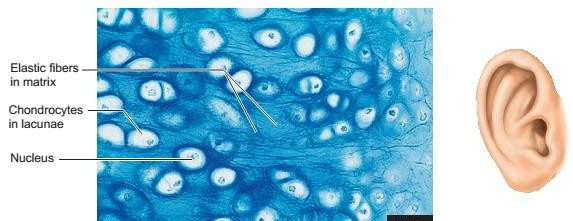 Elastic fibers
in matrix
Chondrocytes
in lacunae
Nucleus